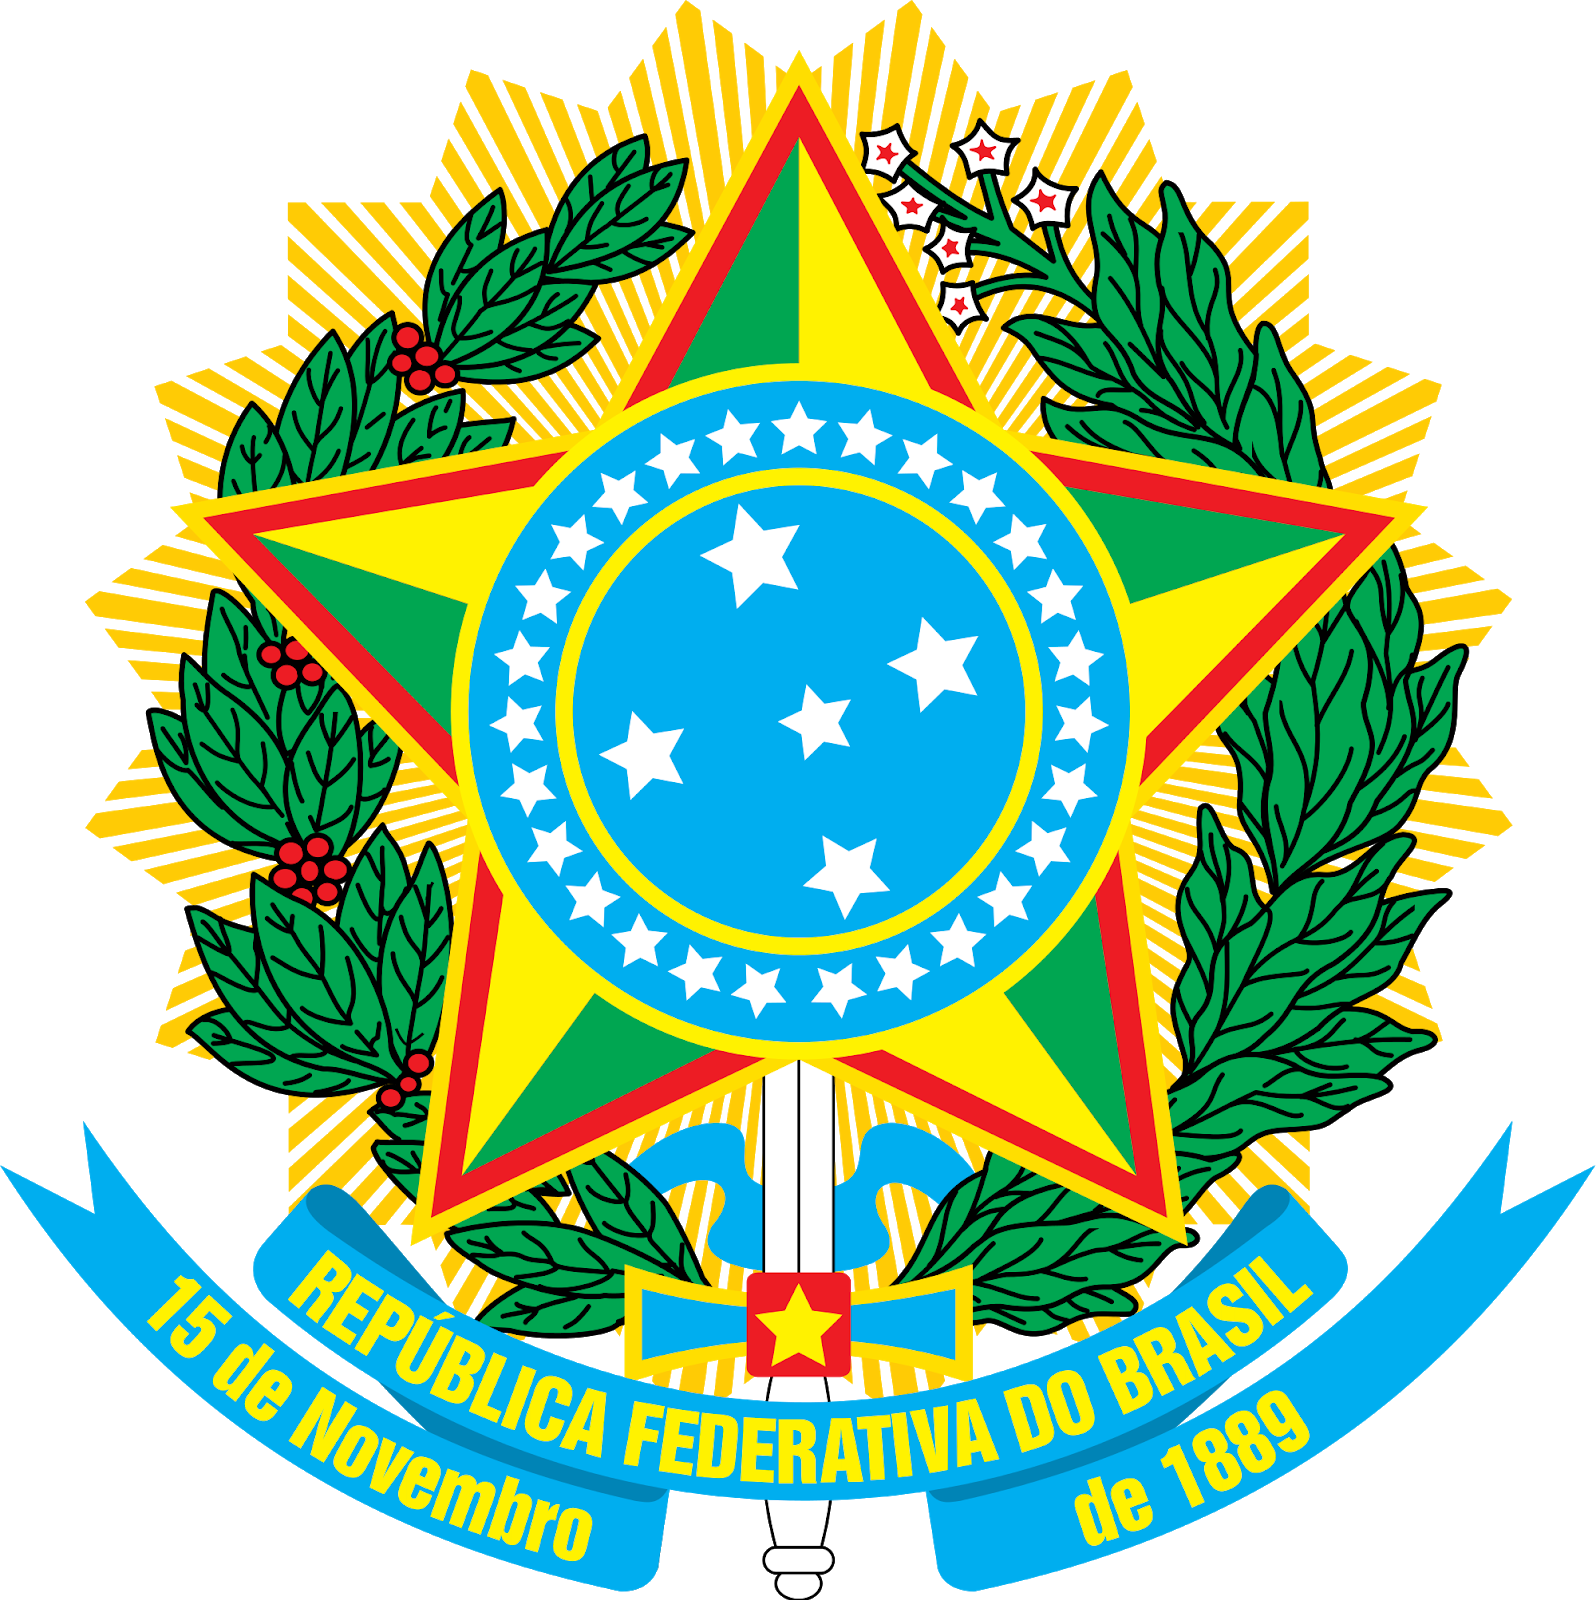 REPÚBLICA FEDERATIVA DO BRASIL
15 de Novembro
de 1889